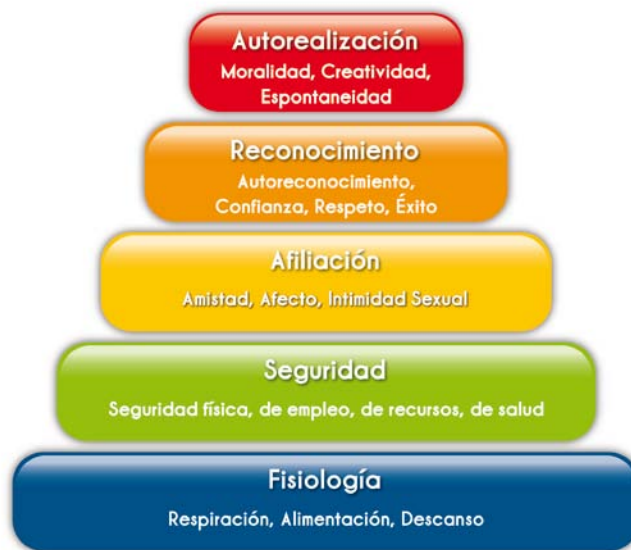 Autorealización
Moralidad, Creatividad,
Espontaneidad
Reconocimiento
Autoreconocimiento,
Confianza, Respeto, Éxito
Afiliación
Amistad, Afecto, Intimidad Sexual
Seguridad
Seguridad física, de empleo, de recursos, de salud
Fisiología
Respiración, Alimentación, Descanso